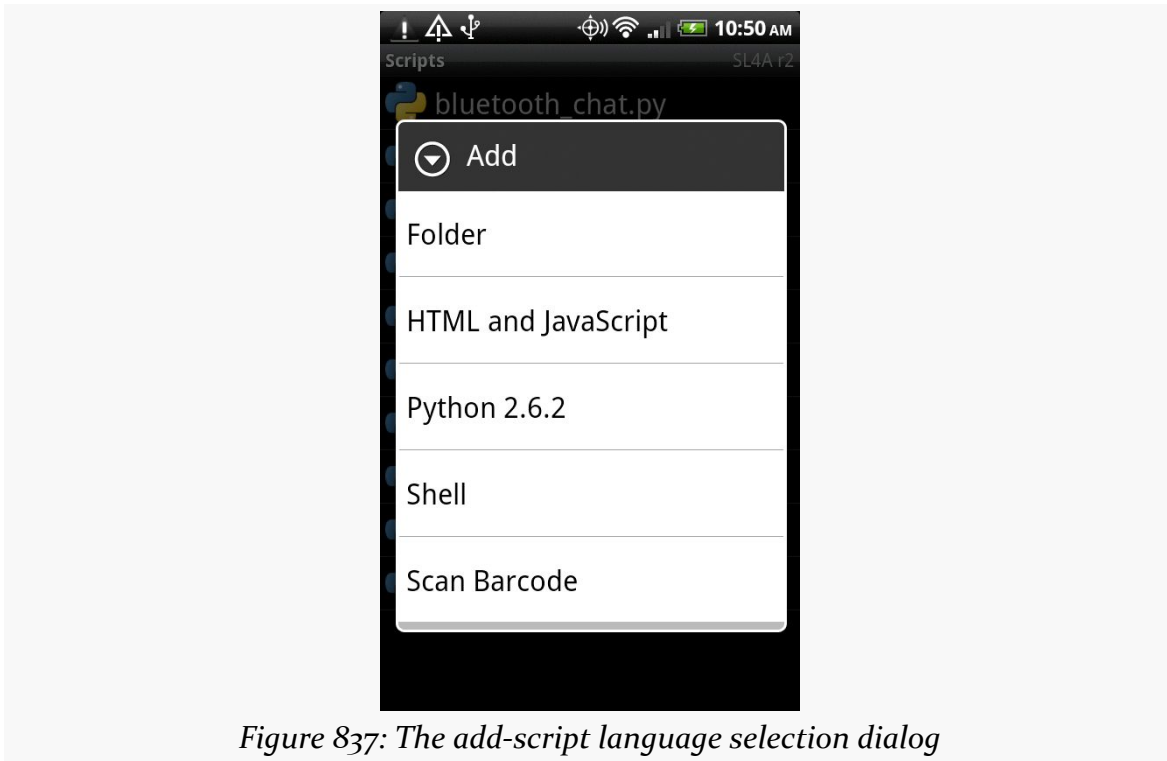 10:50 AM
Scripts SL4A r2
bluetooth_chat.py
Add
Folder
HTML and JavaScript
Python 2.6.2
Shell
Scan Barcode
Figure 837: The add-script language selection dialog